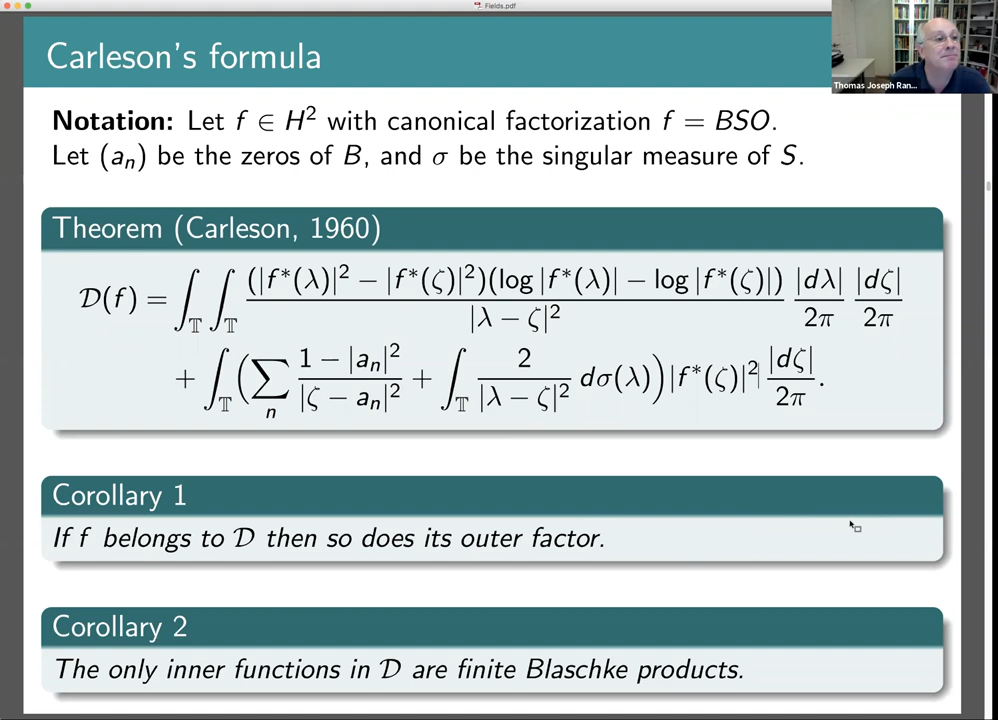 Fields.pdf
Carleson's formula
Thomas Joseph Ran...
Notation: Let f ∈ H² with canonical factorization f = BSO.
Let (aₙ) be the zeros of B, and σ be the singular measure of S.
Theorem (Carleson, 1960)
𝒟(f) = ∫_𝕋 ∫_𝕋 (|f*(λ)|² − |f*(ζ)|²)(log |f*(λ)| − log |f*(ζ)|) / |λ − ζ|² |dλ|/2π |dζ|/2π
+ ∫_𝕋 (∑ₙ (1 − |aₙ|²)/|ζ − aₙ|² + ∫_𝕋 2/|λ − ζ|² dσ(λ)) |f*(ζ)|² |dζ|/2π.
Corollary 1
If f belongs to 𝒟 then so does its outer factor.
Corollary 2
The only inner functions in 𝒟 are finite Blaschke products.